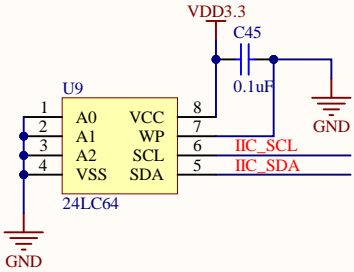 VDD3.3
C45
0.1uF
GND
U9
1 A0 VCC 8
2 A1 WP 7
3 A2 SCL 6 IIC_SCL
4 VSS SDA 5 IIC_SDA
24LC64
GND